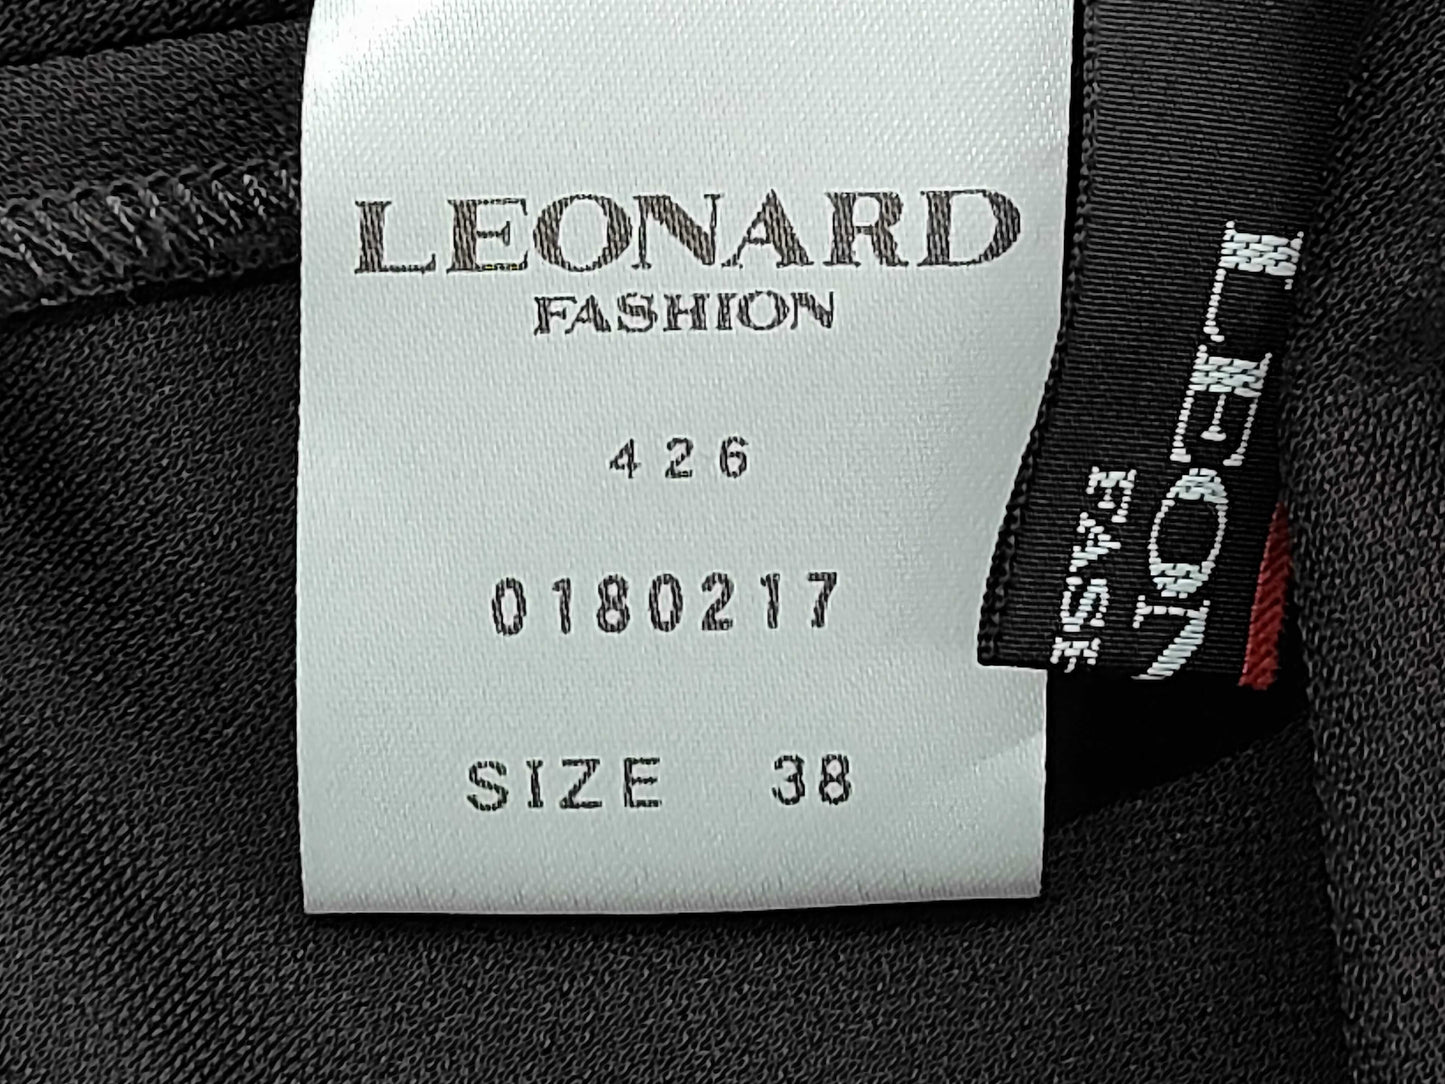 LEONARD
FASHION
426
0180217
SIZE 38